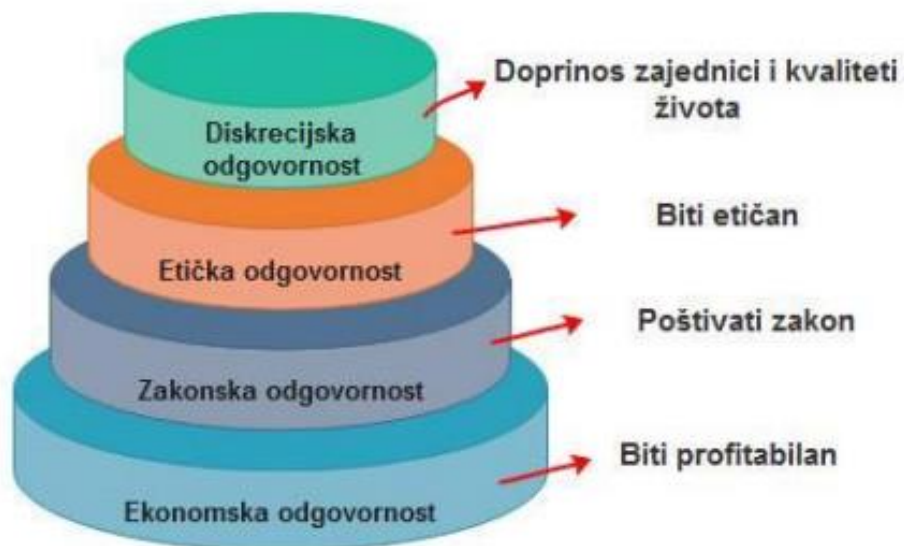 Doprinos zajednici i kvaliteti
života
Diskrecijska
odgovornost
Biti etičan
Etička odgovornost
Poštivati zakon
Zakonska odgovornost
Biti profitabilan
Ekonomska odgovornost